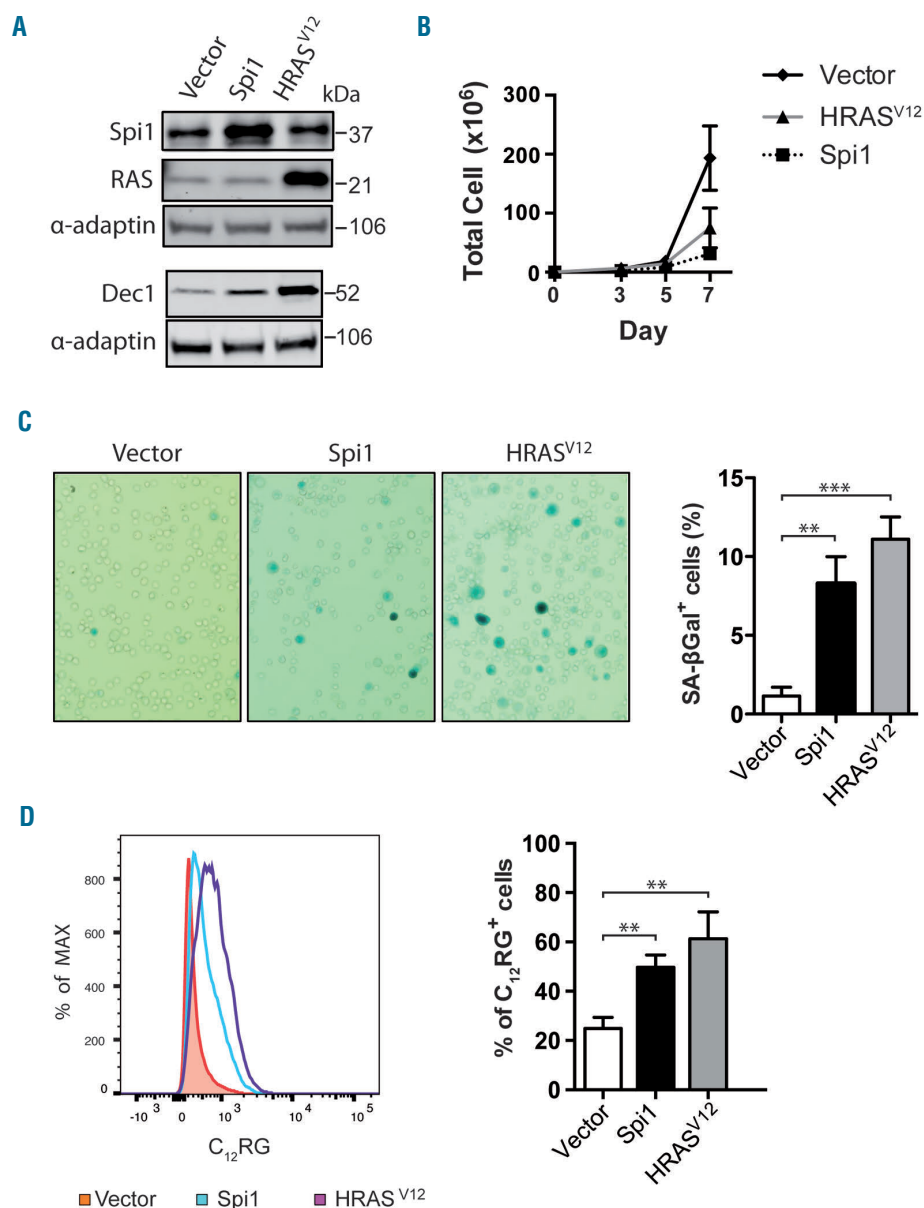 A
Vector Spi1 HRASV12 kDa
Spi1 –37
RAS –21
α-adaptin –106
Dec1 –52
α-adaptin –106
B
Total Cell (x10⁶)
300
200
100
0
0 3 5 7
Day
Vector
HRASV12
Spi1
C
Vector Spi1 HRASV12
SA-βGal⁺ cells (%)
15
10
5
0
***
**
Vector Spi1 HRASV12
D
% of MAX
800
600
400
200
0
-10³ 0 10³ 10⁴ 10⁵
C₁₂RG
Vector Spi1 HRAS V12
% of C₁₂RG⁺ cells
100
80
60
40
20
0
**
**
Vector Spi1 HRASV12